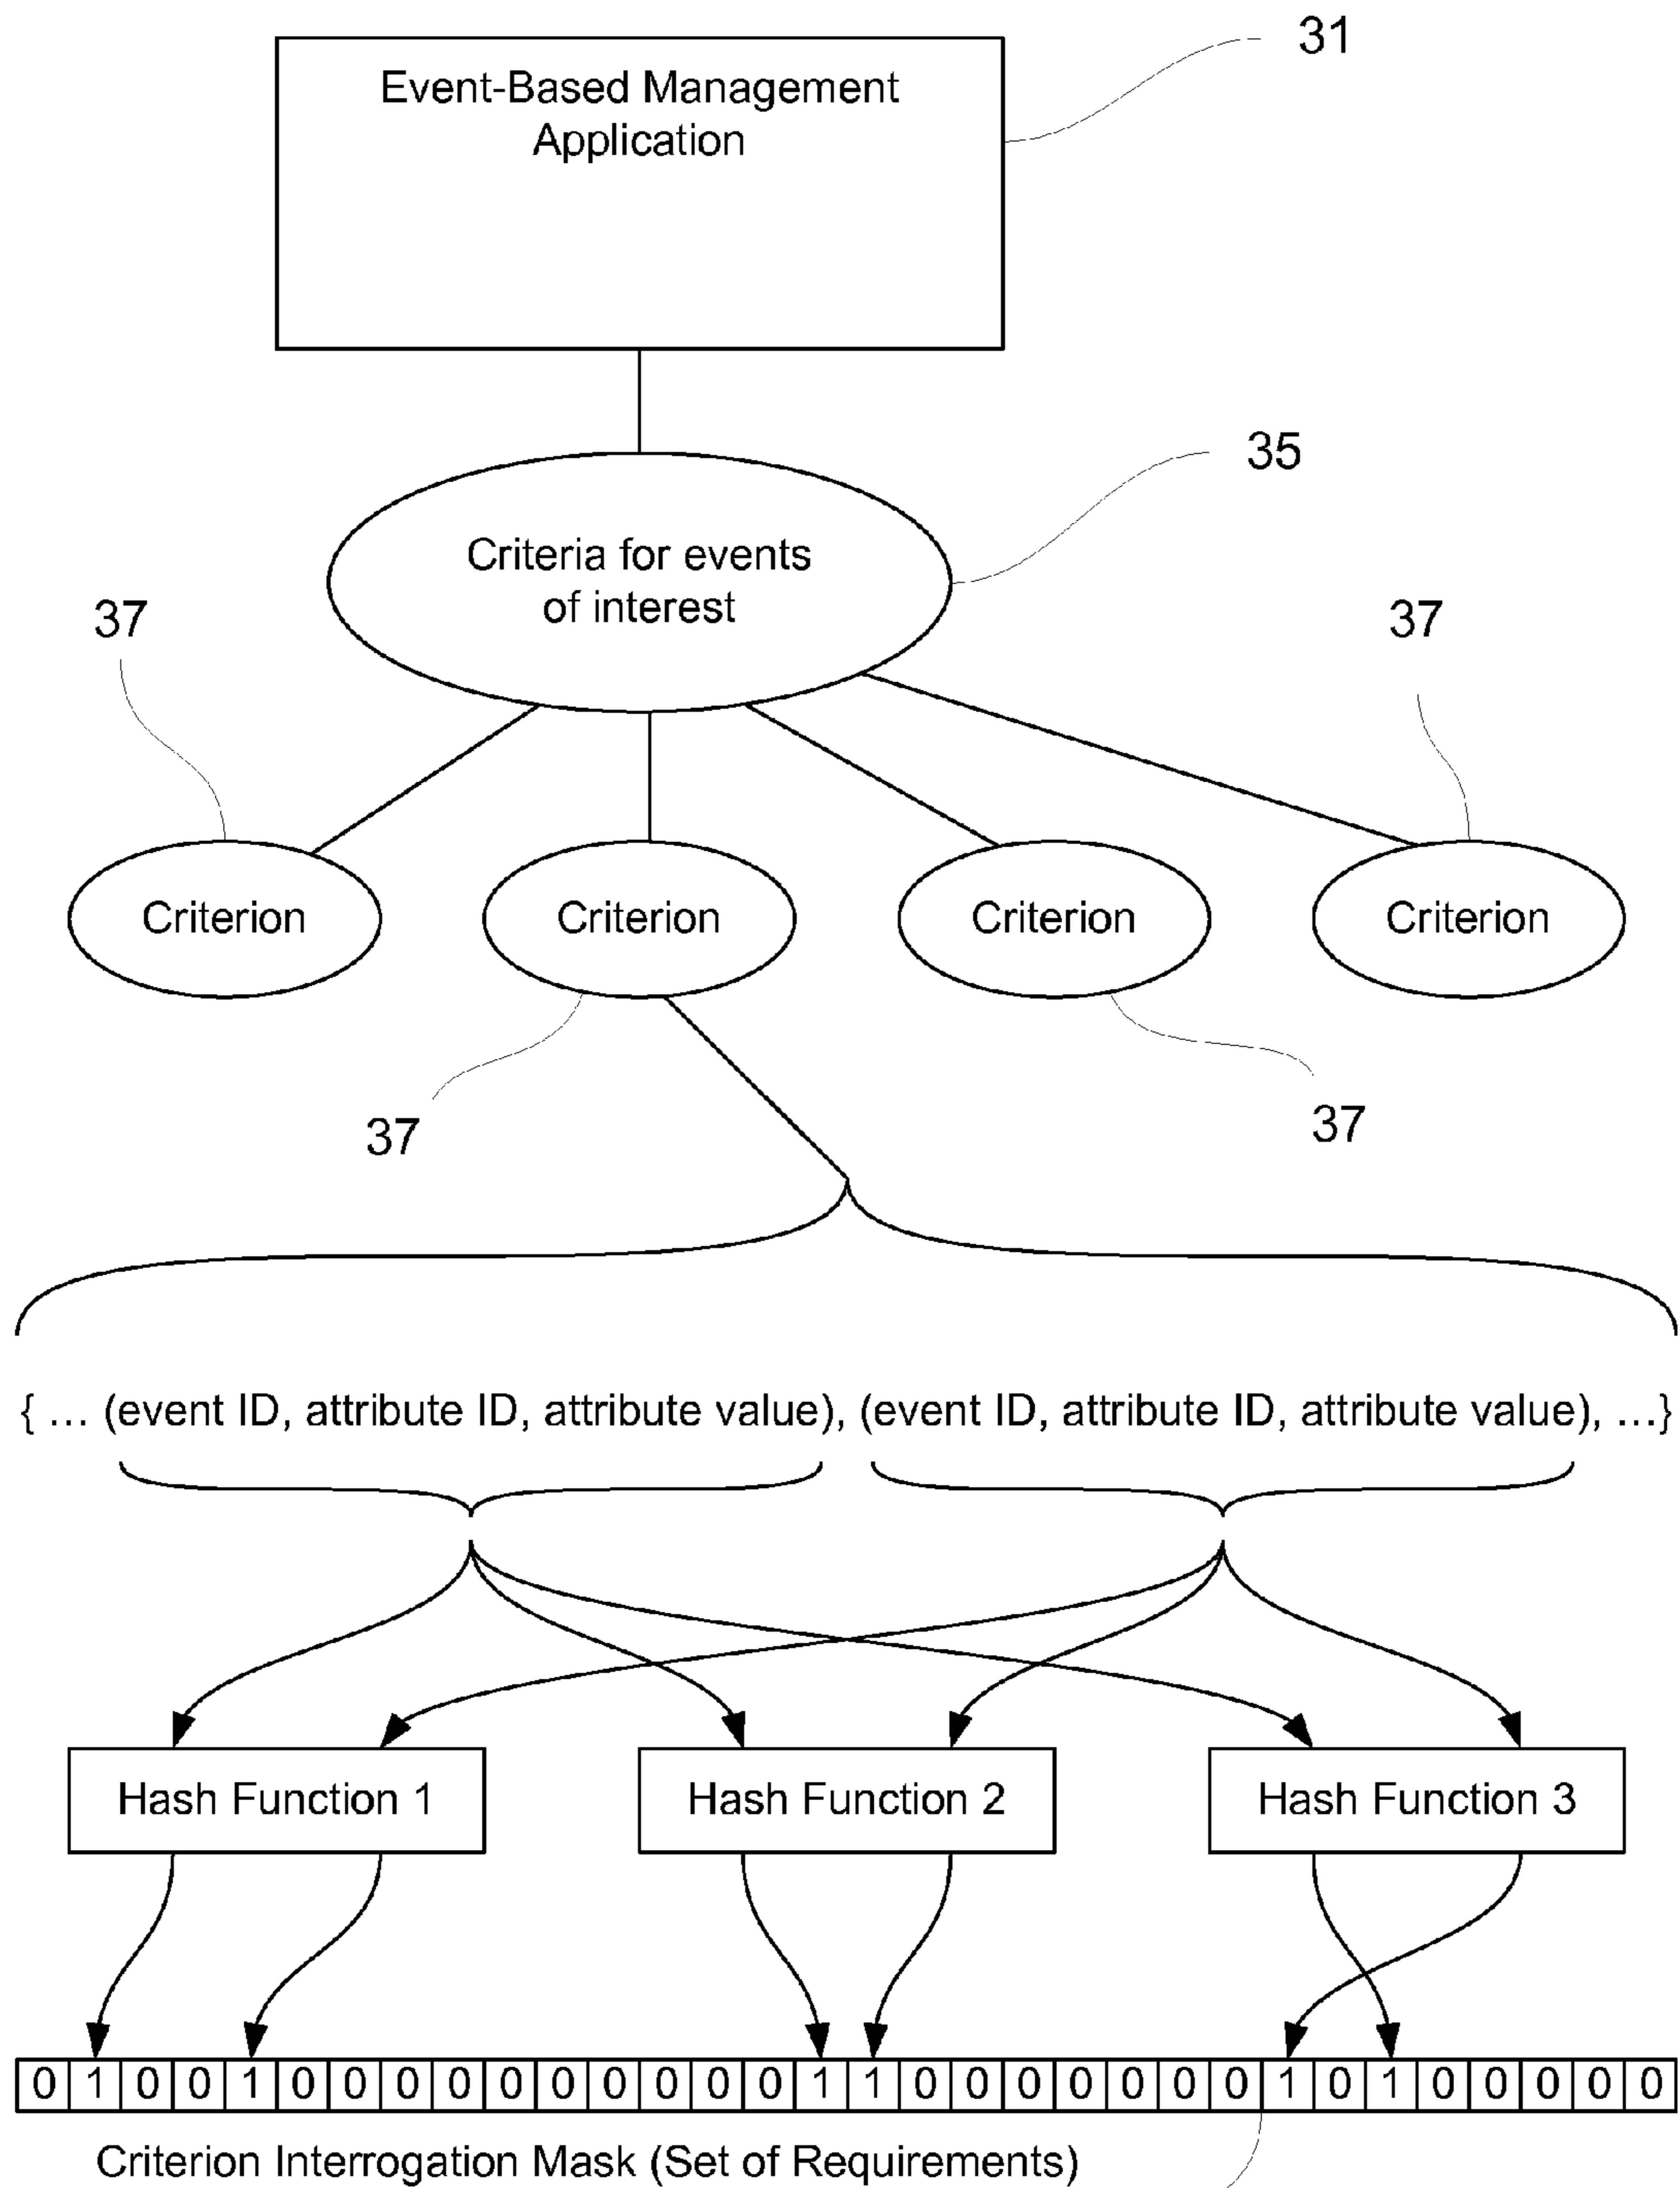 31
Event-Based Management
Application
35
Criteria for events
of interest
37
37
Criterion
Criterion
Criterion
Criterion
37
37
{ ... (event ID, attribute ID, attribute value), (event ID, attribute ID, attribute value), ...}
Hash Function 1
Hash Function 2
Hash Function 3
0 1 0 0 1 0 0 0 0 0 0 0 0 0 0 1 1 0 0 0 0 0 0 0 1 0 1 0 0 0 0 0
Criterion Interrogation Mask (Set of Requirements)